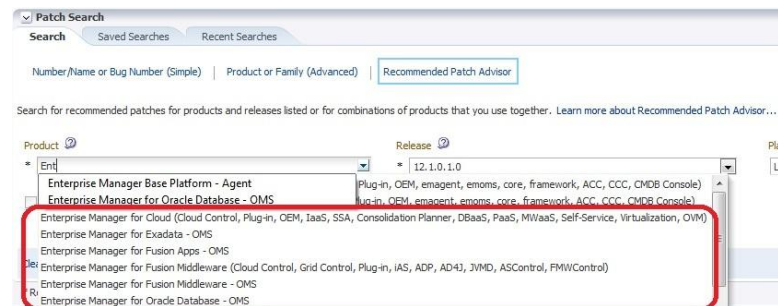 Patch Search
Search Saved Searches Recent Searches
Number/Name or Bug Number (Simple) | Product or Family (Advanced) | Recommended Patch Advisor
Search for recommended patches for products and releases listed or for combinations of products that you use together. Learn more about Recommended Patch Advisor...
Product Release
* Ent * 12.1.0.1.0
Enterprise Manager Base Platform - Agent Plug-in, OEM, emagent, emoms, core, framework, ACC, CCC, CMDB Console)
Enterprise Manager for Oracle Database - OMS OEM, emagent, emoms, core, framework, ACC, CCC, CMDB Console)
Enterprise Manager for Cloud (Cloud Control, Plug-in, OEM, IaaS, SSA, Consolidation Planner, DBaaS, PaaS, MWaaS, Self-Service, Virtualization, OVM)
Enterprise Manager for Exadata - OMS
Enterprise Manager for Fusion Apps - OMS
Enterprise Manager for Fusion Middleware (Cloud Control, Grid Control, Plug-in, iAS, ADP, AD4J, JVMD, ASControl, FMWControl)
Enterprise Manager for Fusion Middleware - OMS
Enterprise Manager for Oracle Database - OMS